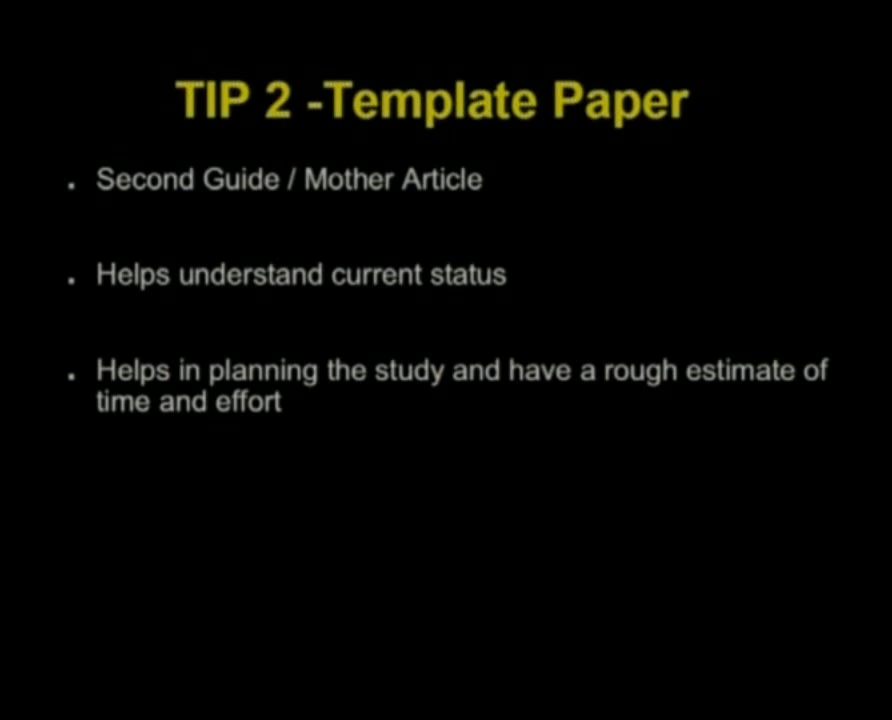 TIP 2 -Template Paper
. Second Guide / Mother Article
. Helps understand current status
. Helps in planning the study and have a rough estimate of
time and effort